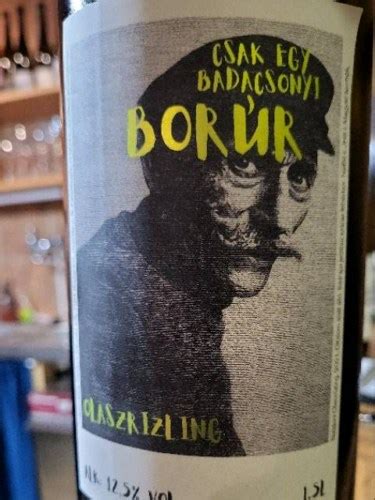 CSAK EGY
BADACSONYI
BORÚR
OLASZRIZLING
ALK. 12,5% VOL
1,5L